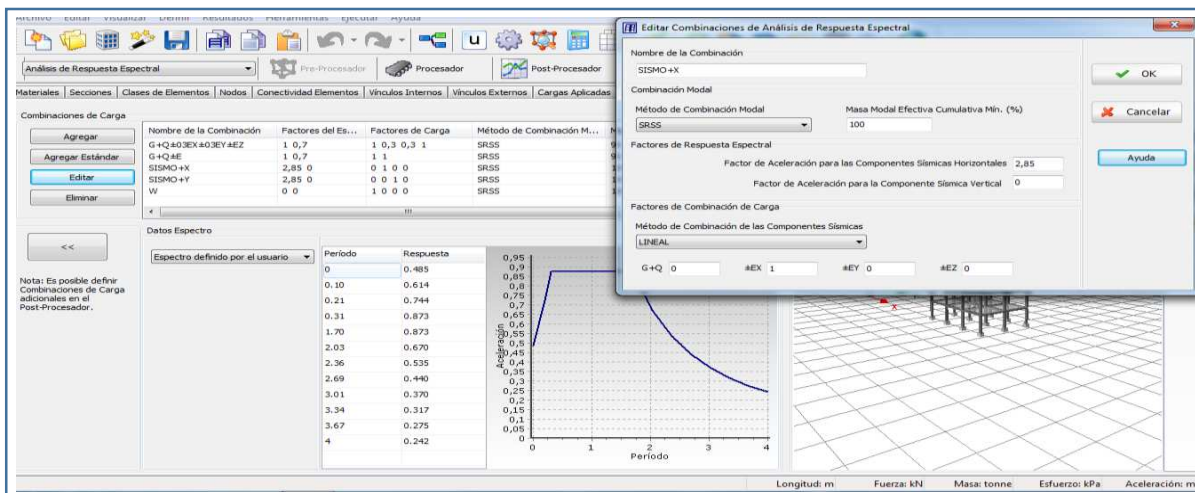 Archivo Editar Visualizar Definir Resultados Herramientas Ejecutar Ayuda
Análisis de Respuesta Espectral
Pre-Procesador
Procesador
Post-Procesador
Materiales Secciones Clases de Elementos Nodos Conectividad Elementos Vínculos Internos Vínculos Externos Cargas Aplicadas
Combinaciones de Carga
Agregar
Agregar Estándar
Editar
Eliminar
Nombre de la Combinación Factores del Es... Factores de Carga Método de Combinación M...
G+Q±03EX±03EY±EZ 1 0,7 1 0,3 0,3 1 SRSS
G+Q±E 1 0,7 1 1 SRSS
SISMO+X 2,85 0 0 1 0 0 SRSS
SISMO+Y 2,85 0 0 0 1 0 SRSS
W 0 0 1 0 0 0 SRSS
<<
Nota: Es posible definir
Combinaciones de Carga
adicionales en el
Post-Procesador.
Datos Espectro
Espectro definido por el usuario
Período Respuesta
0 0.485
0.10 0.614
0.21 0.744
0.31 0.873
1.70 0.873
2.03 0.670
2.36 0.535
2.69 0.440
3.01 0.370
3.34 0.317
3.67 0.275
4 0.242
Aceleración
0,95
0,9
0,85
0,8
0,75
0,7
0,65
0,6
0,55
0,5
0,45
0,4
0,35
0,3
0,25
0,2
0,15
0,1
0,05
0
0 1 2 3 4
Período
Editar Combinaciones de Análisis de Respuesta Espectral
Nombre de la Combinación
SISMO+X
Combinación Modal
Método de Combinación Modal Masa Modal Efectiva Cumulativa Mín. (%)
SRSS 100
Factores de Respuesta Espectral
Factor de Aceleración para las Componentes Sísmicas Horizontales 2,85
Factor de Aceleración para la Componente Sísmica Vertical 0
Factores de Combinación de Carga
Método de Combinación de las Componentes Sísmicas
LINEAL
G+Q 0 ±EX 1 ±EY 0 ±EZ 0
OK
Cancelar
Ayuda
x
Longitud: m Fuerza: kN Masa: tonne Esfuerzo: kPa Aceleración: m